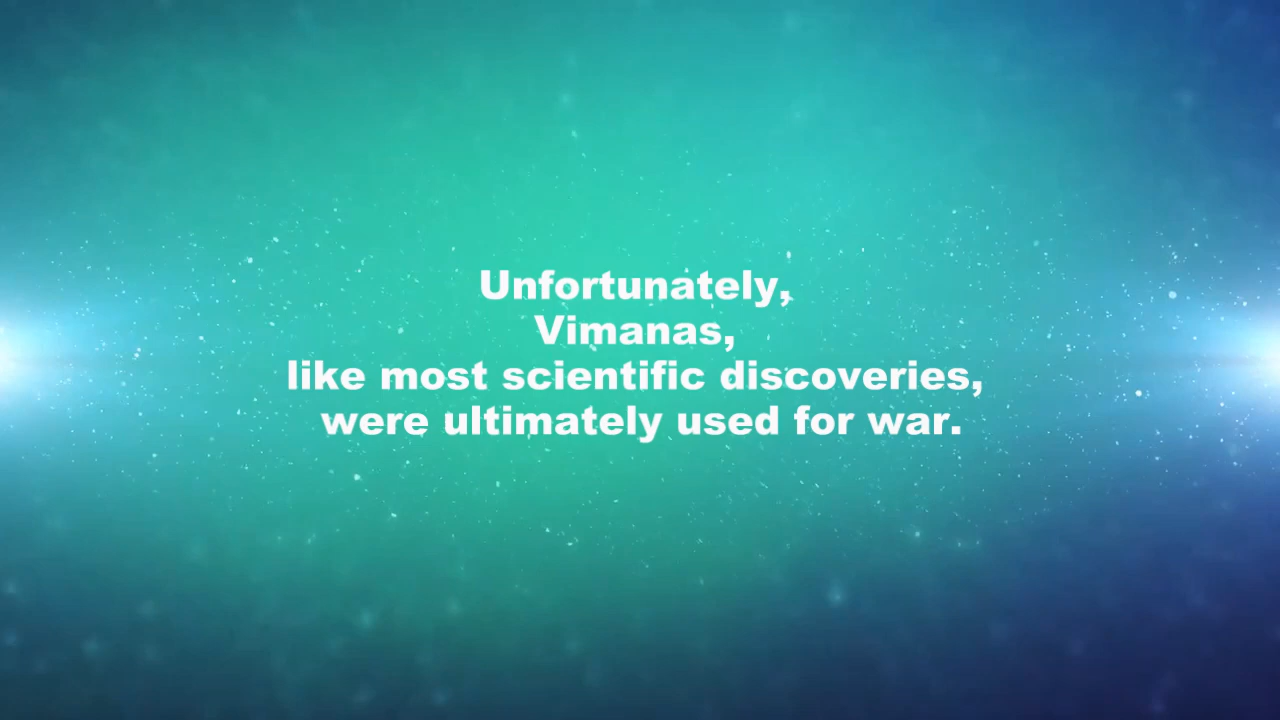 Unfortunately,
Vimanas,
like most scientific discoveries,
were ultimately used for war.